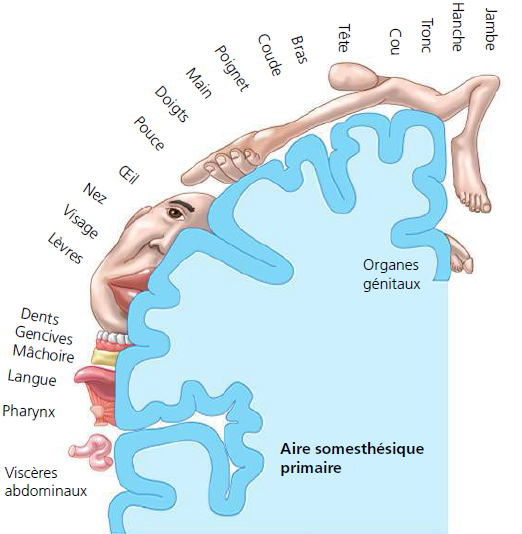 Jambe
Hanche
Tronc
Cou
Tête
Bras
Coude
Poignet
Main
Doigts
Pouce
Œil
Nez
Visage
Lèvres
Dents
Gencives
Mâchoire
Langue
Pharynx
Viscères
abdominaux
Organes
génitaux
Aire somesthésique
primaire